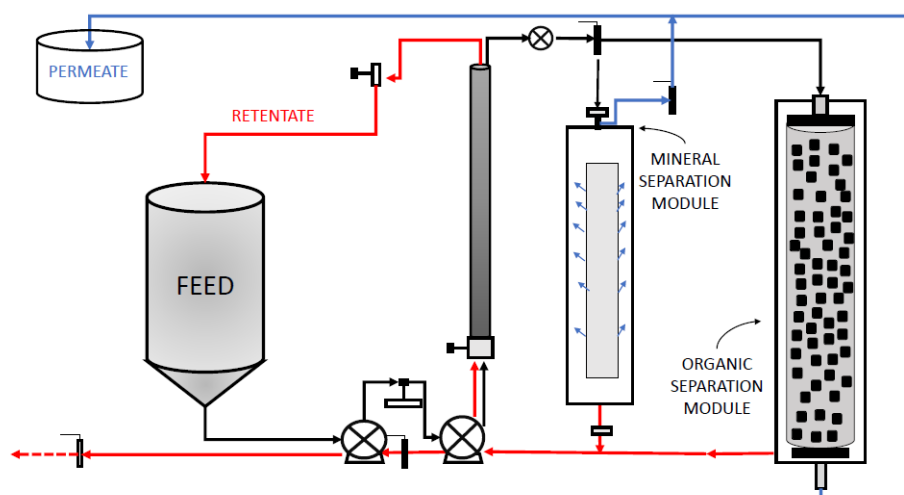 PERMEATE
RETENTATE
FEED
MINERAL
SEPARATION
MODULE
ORGANIC
SEPARATION
MODULE